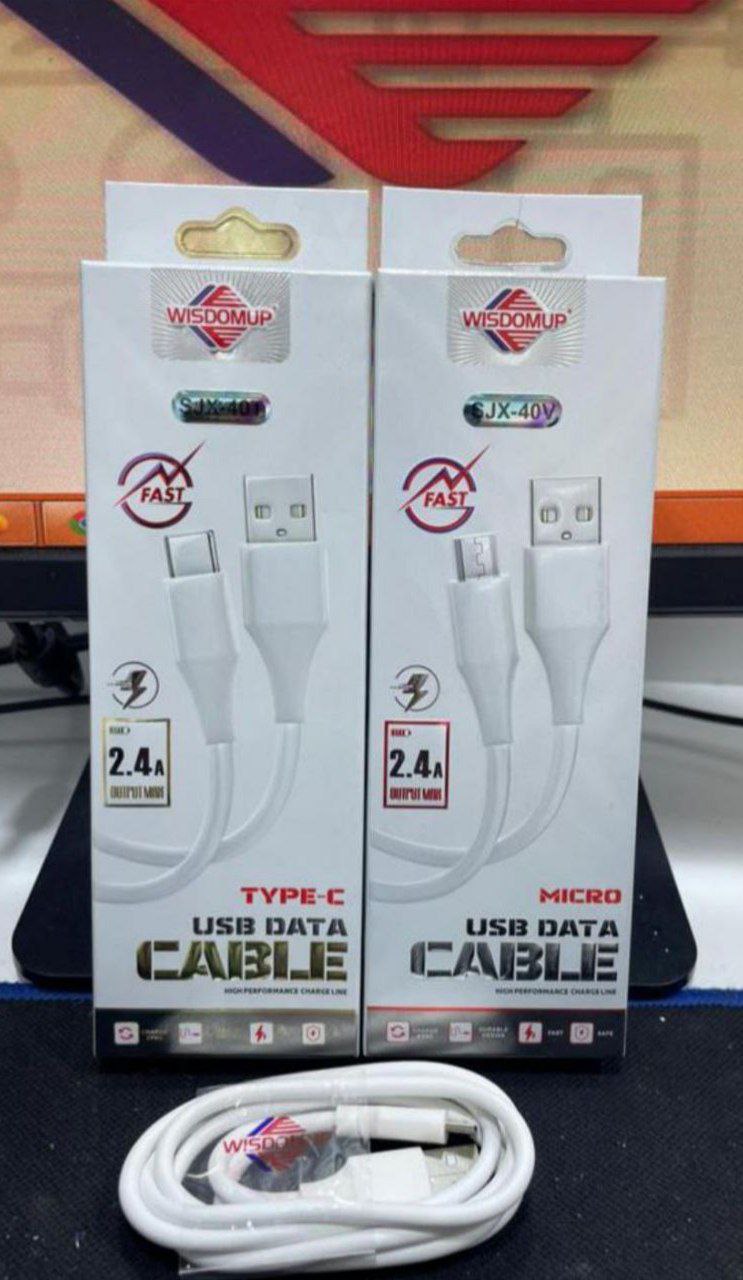 WISDOMUP
SJX-40T
FAST
2.4A
OUTPUT MAX
TYPE-C
USB DATA
CABLE
HIGH PERFORMANCE CHARGE LINE
WISDOMUP
SJX-40V
FAST
2.4A
OUTPUT MAX
MICRO
USB DATA
CABLE
HIGH PERFORMANCE CHARGE LINE
FAST
SAFE